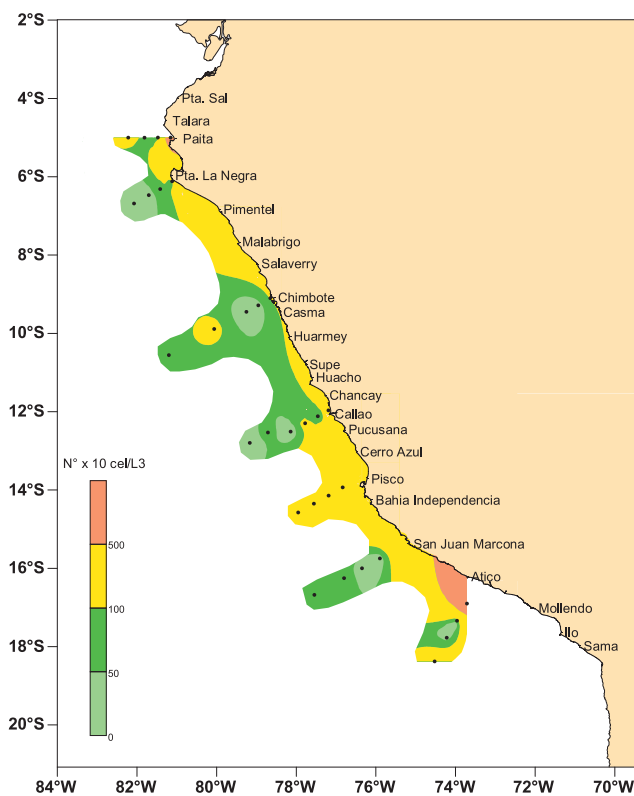 2°S
4°S
6°S
8°S
10°S
12°S
14°S
16°S
18°S
20°S
Pta. Sal
Talara
Paita
Pta. La Negra
Pimentel
Malabrigo
Salaverry
Chimbote
Casma
Huarmey
Supe
Huacho
Chancay
Callao
Pucusana
Cerro Azul
Pisco
Bahia Independencia
San Juan Marcona
Atico
Mollendo
Ilo
Sama
N° x 10 cel/L3
500
100
50
0
84°W 82°W 80°W 78°W 76°W 74°W 72°W 70°W